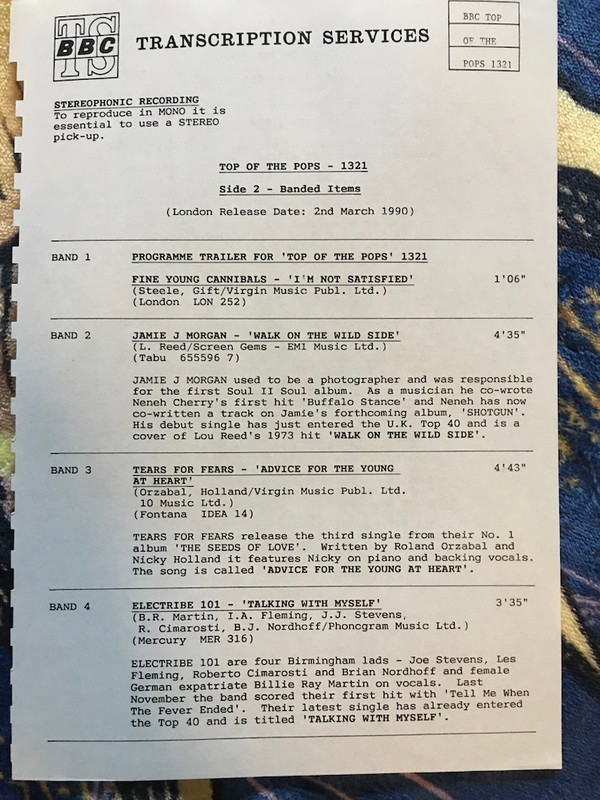 TS
BBC
TRANSCRIPTION SERVICES
BBC TOP
OF THE
POPS 1321
STEREOPHONIC RECORDING
To reproduce in MONO it is
essential to use a STEREO
pick-up.
TOP OF THE POPS - 1321
Side 2 - Banded Items
(London Release Date: 2nd March 1990)
BAND 1 PROGRAMME TRAILER FOR 'TOP OF THE POPS' 1321
FINE YOUNG CANNIBALS - 'I'M NOT SATISFIED' 1'06"
(Steele, Gift/Virgin Music Publ. Ltd.)
(London LON 252)
BAND 2 JAMIE J MORGAN - 'WALK ON THE WILD SIDE' 4'35"
(L. Reed/Screen Gems - EMI Music Ltd.)
(Tabu 655596 7)
JAMIE J MORGAN used to be a photographer and was responsible
for the first Soul II Soul album. As a musician he co-wrote
Neneh Cherry's first hit 'Buffalo Stance' and Neneh has now
co-written a track on Jamie's forthcoming album, 'SHOTGUN'.
His debut single has just entered the U.K. Top 40 and is a
cover of Lou Reed's 1973 hit 'WALK ON THE WILD SIDE'.
BAND 3 TEARS FOR FEARS - 'ADVICE FOR THE YOUNG 4'43"
AT HEART'
(Orzabal, Holland/Virgin Music Publ. Ltd.
10 Music Ltd.)
(Fontana IDEA 14)
TEARS FOR FEARS release the third single from their No. 1
album 'THE SEEDS OF LOVE'. Written by Roland Orzabal and
Nicky Holland it features Nicky on piano and backing vocals.
The song is called 'ADVICE FOR THE YOUNG AT HEART'.
BAND 4 ELECTRIBE 101 - 'TALKING WITH MYSELF' 3'35"
(B.R. Martin, I.A. Fleming, J.J. Stevens,
R. Cimarosti, B.J. Nordhoff/Phonogram Music Ltd.)
(Mercury MER 316)
ELECTRIBE 101 are four Birmingham lads - Joe Stevens, Les
Fleming, Roberto Cimarosti and Brian Nordhoff and female
German expatriate Billie Ray Martin on vocals. Last
November the band scored their first hit with 'Tell Me When
The Fever Ended'. Their latest single has already entered
the Top 40 and is titled 'TALKING WITH MYSELF'.